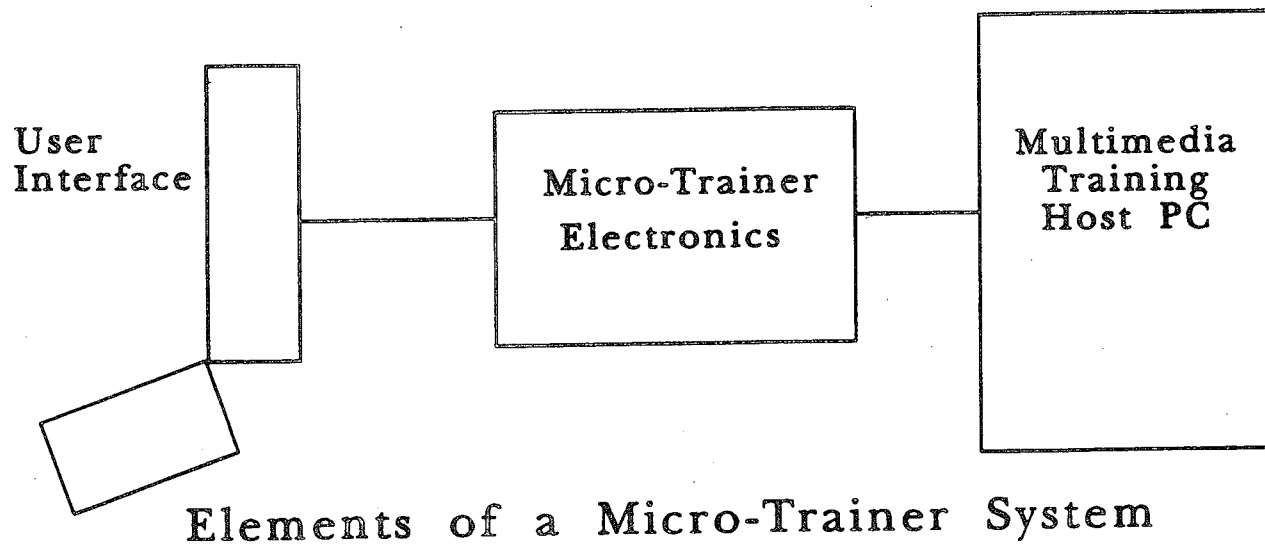 User
Interface
Micro-Trainer
Electronics
Multimedia
Training
Host PC
Elements of a Micro-Trainer System